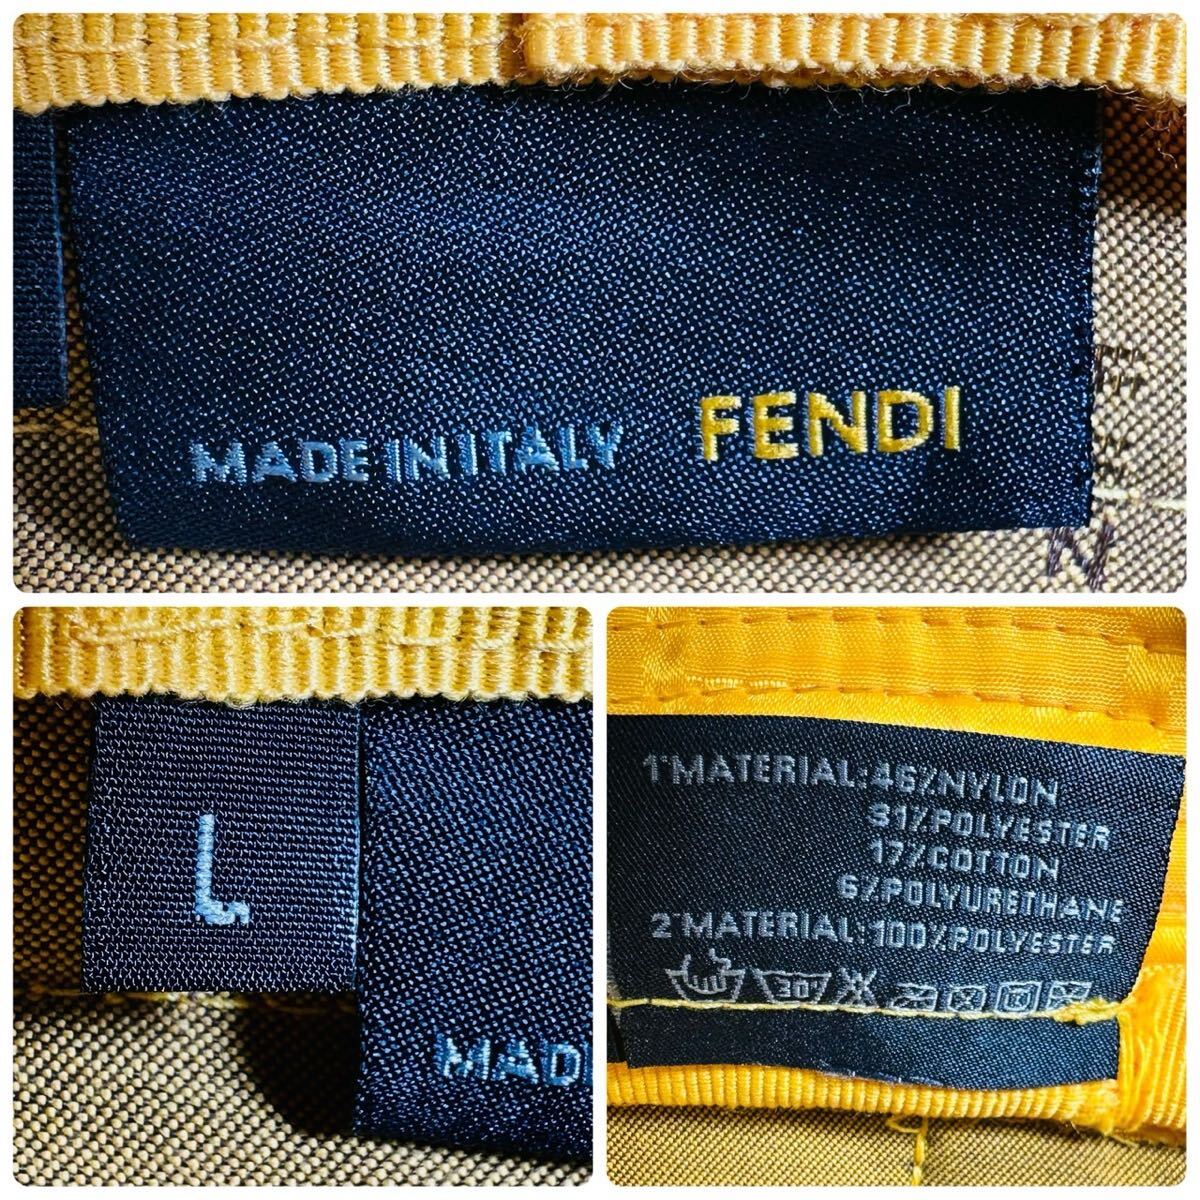 MADE IN ITALY FENDI
N
L
MAD
1°MATERIAL: 46%NYLON
31%POLYESTER
17%COTTON
6%POLYURETHANE
2°MATERIAL: 100%POLYESTER
30°